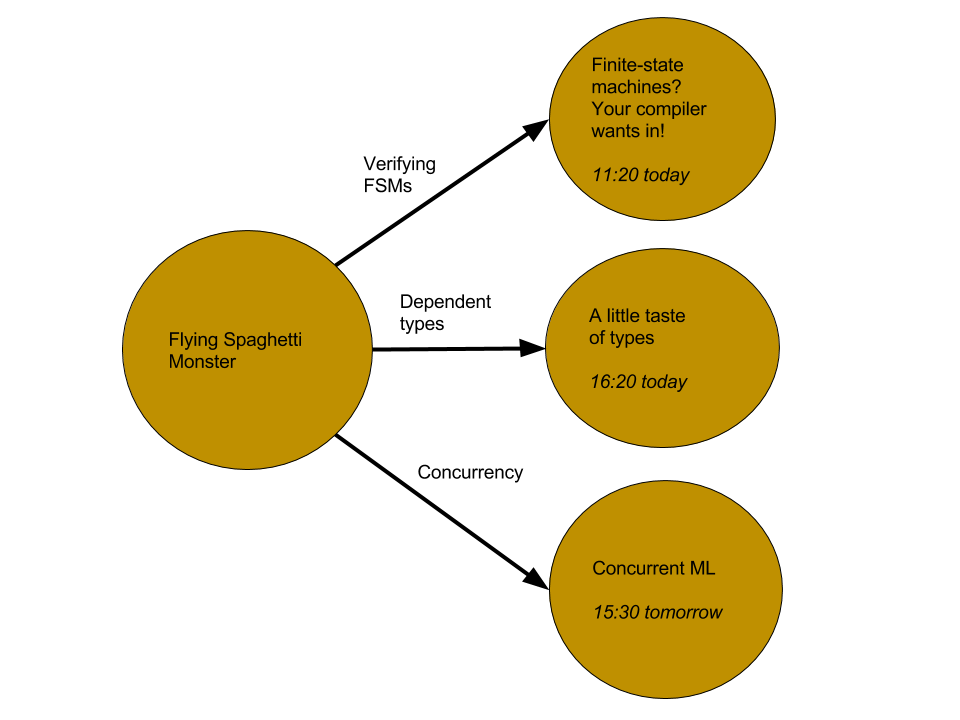 Finite-state
machines?
Your compiler
wants in!
11:20 today
Verifying
FSMs
Dependent
types
A little taste
of types
16:20 today
Flying Spaghetti
Monster
Concurrency
Concurrent ML
15:30 tomorrow